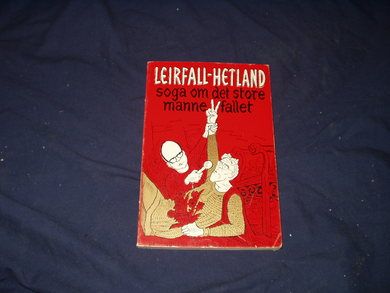 LEIRFALL-HETLAND
soga om det store
manne fallet